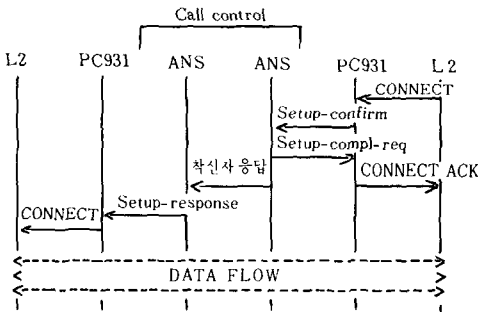 Call control
L2 PC931 ANS ANS PC931 L2
CONNECT
Setup-confirm
Setup-compl-req
착신자 응답 CONNECT ACK
Setup-response
CONNECT
DATA FLOW